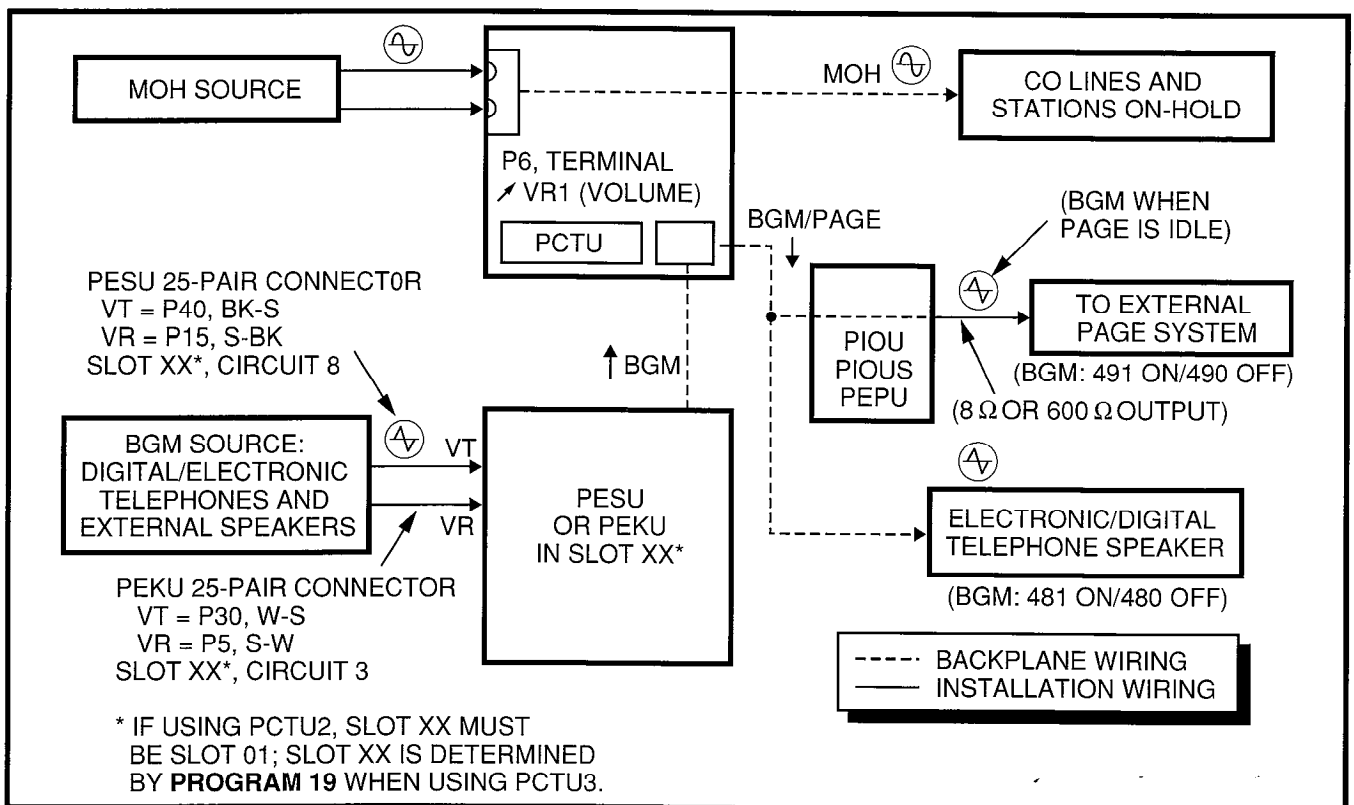 MOH SOURCE
P6, TERMINAL
VR1 (VOLUME)
PCTU
MOH
CO LINES AND
STATIONS ON-HOLD
BGM/PAGE
(BGM WHEN
PAGE IS IDLE)
PIOU
PIOUS
PEPU
TO EXTERNAL
PAGE SYSTEM
(BGM: 491 ON/490 OFF)
(8 Ω OR 600 Ω OUTPUT)
PESU 25-PAIR CONNECT0R
VT = P40, BK-S
VR = P15, S-BK
SLOT XX*, CIRCUIT 8
BGM
BGM SOURCE:
DIGITAL/ELECTRONIC
TELEPHONES AND
EXTERNAL SPEAKERS
VT
VR
PESU
OR PEKU
IN SLOT XX*
ELECTRONIC/DIGITAL
TELEPHONE SPEAKER
(BGM: 481 ON/480 OFF)
PEKU 25-PAIR CONNECTOR
VT = P30, W-S
VR = P5, S-W
SLOT XX*, CIRCUIT 3
BACKPLANE WIRING
INSTALLATION WIRING
* IF USING PCTU2, SLOT XX MUST
BE SLOT 01; SLOT XX IS DETERMINED
BY PROGRAM 19 WHEN USING PCTU3.